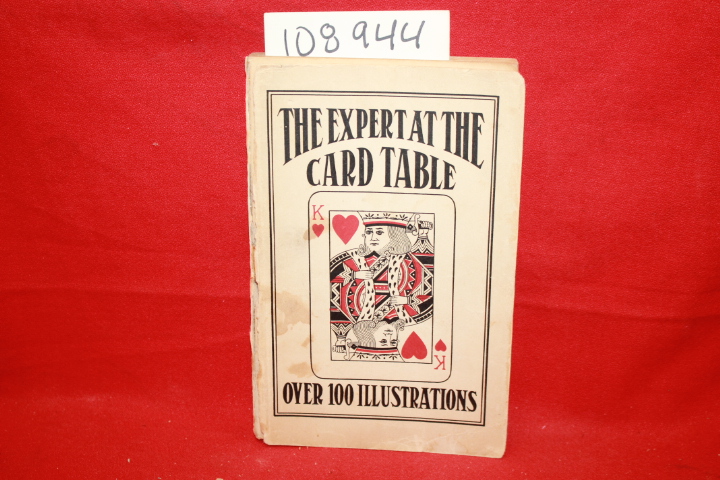 108944
THE EXPERT AT THE
CARD TABLE
K
K
OVER 100 ILLUSTRATIONS